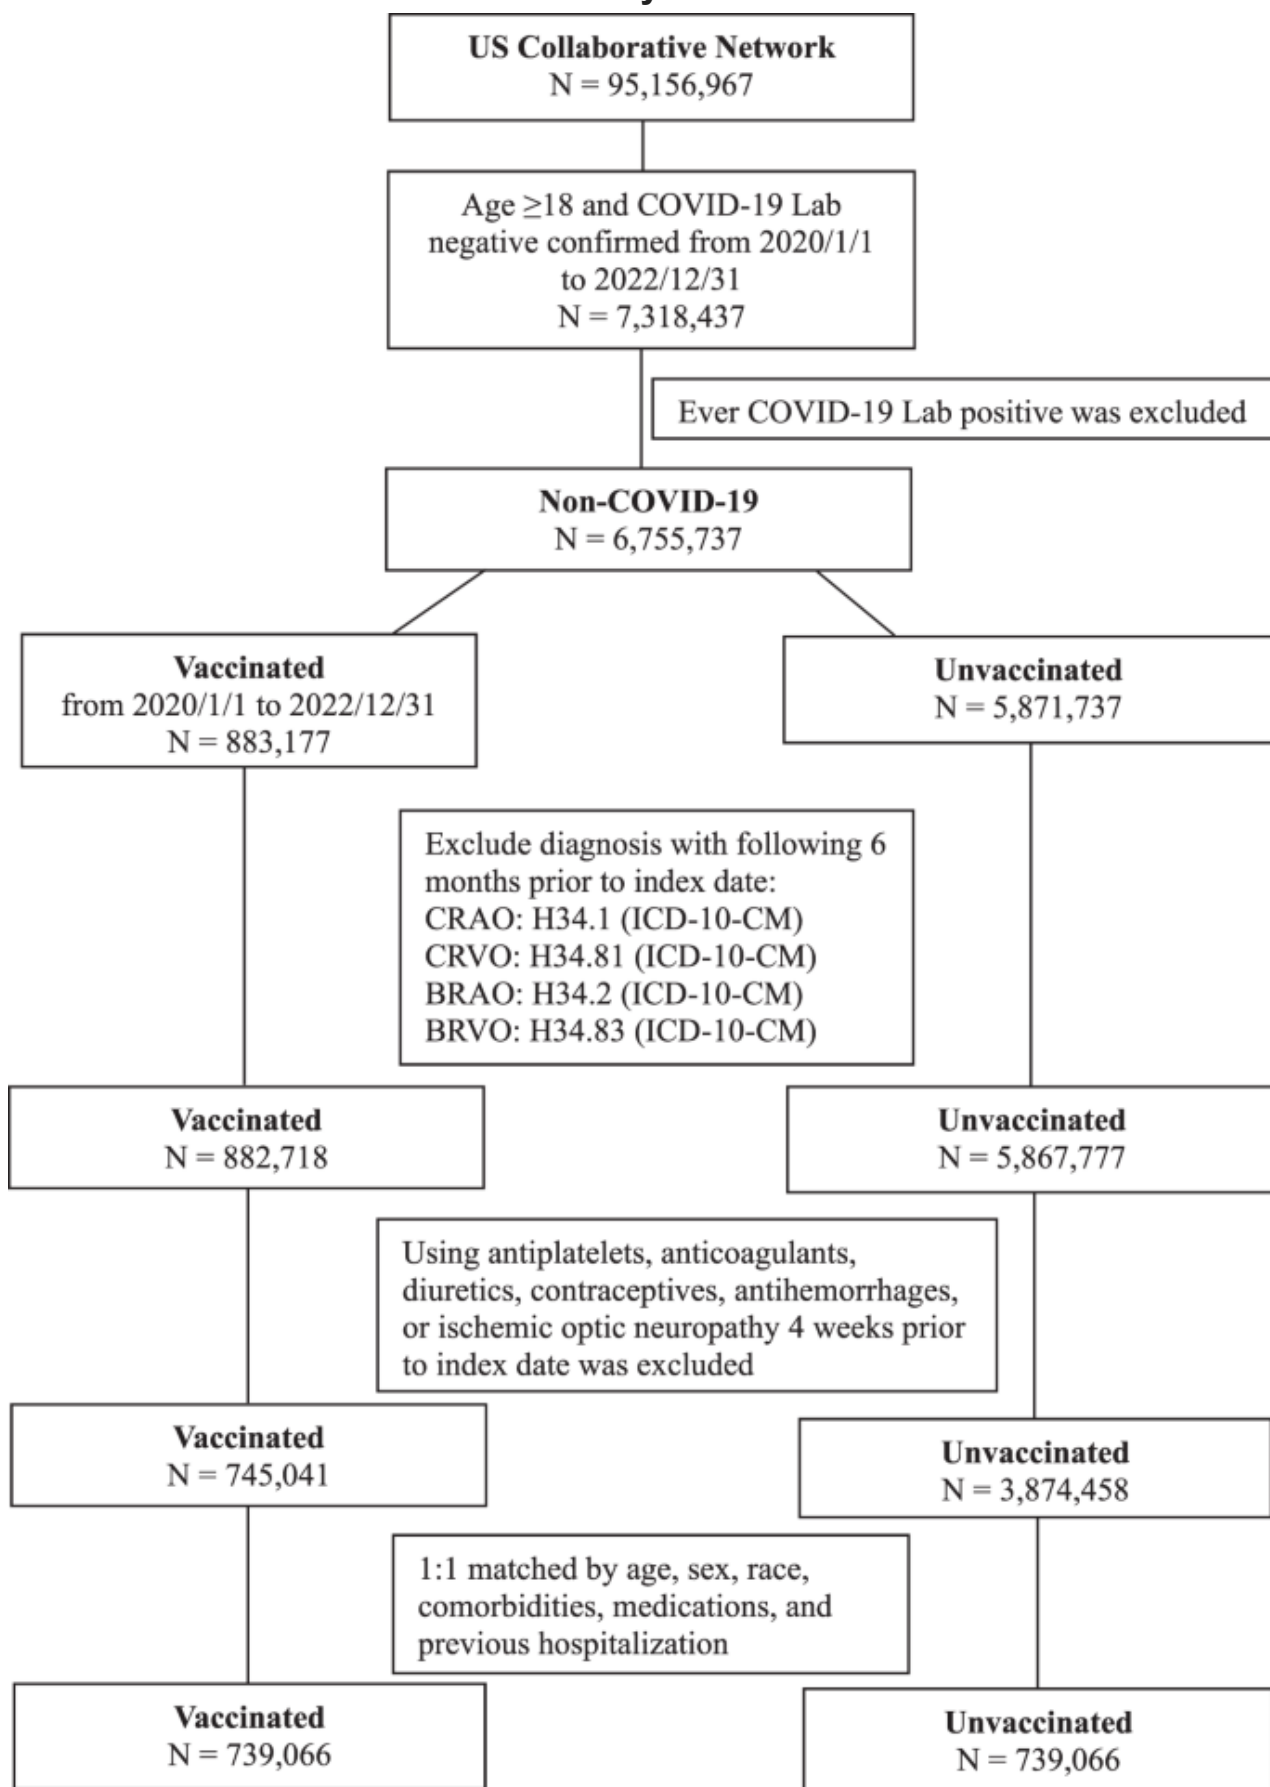 US Collaborative Network
N = 95,156,967
Age ≥18 and COVID-19 Lab
negative confirmed from 2020/1/1
to 2022/12/31
N = 7,318,437
Ever COVID-19 Lab positive was excluded
Non-COVID-19
N = 6,755,737
Vaccinated
from 2020/1/1 to 2022/12/31
N = 883,177
Unvaccinated
N = 5,871,737
Exclude diagnosis with following 6
months prior to index date:
CRAO: H34.1 (ICD-10-CM)
CRVO: H34.81 (ICD-10-CM)
BRAO: H34.2 (ICD-10-CM)
BRVO: H34.83 (ICD-10-CM)
Vaccinated
N = 882,718
Unvaccinated
N = 5,867,777
Using antiplatelets, anticoagulants,
diuretics, contraceptives, antihemorrhages,
or ischemic optic neuropathy 4 weeks prior
to index date was excluded
Vaccinated
N = 745,041
Unvaccinated
N = 3,874,458
1:1 matched by age, sex, race,
comorbidities, medications, and
previous hospitalization
Vaccinated
N = 739,066
Unvaccinated
N = 739,066